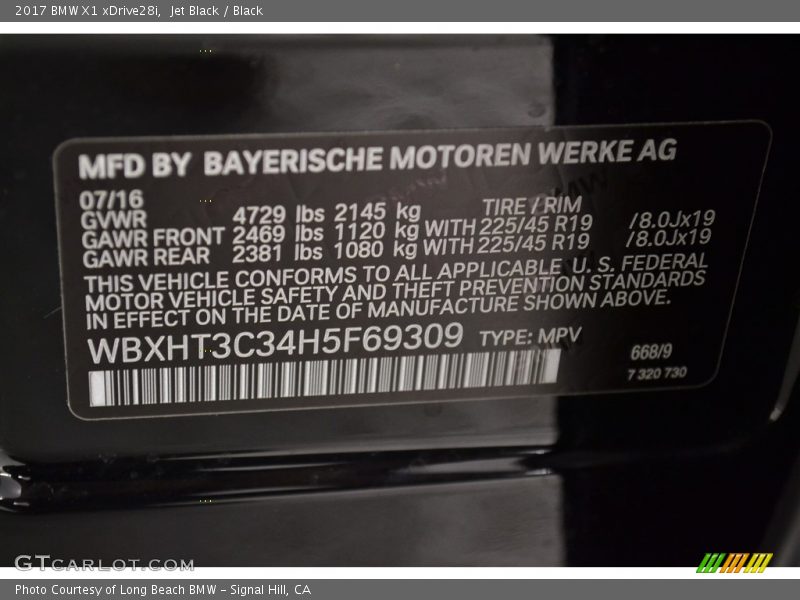 2017 BMW X1 xDrive28i, Jet Black / Black
MFD BY BAYERISCHE MOTOREN WERKE AG
07/16 TIRE / RIM
GVWR 4729 lbs 2145 kg
GAWR FRONT 2469 lbs 1120 kg WITH 225/45 R19 /8.0Jx19
GAWR REAR 2381 lbs 1080 kg WITH 225/45 R19 /8.0Jx19
THIS VEHICLE CONFORMS TO ALL APPLICABLE U. S. FEDERAL
MOTOR VEHICLE SAFETY AND THEFT PREVENTION STANDARDS
IN EFFECT ON THE DATE OF MANUFACTURE SHOWN ABOVE.
WBXHT3C34H5F69309 TYPE: MPV
668/9
7 320 730
GTCARLOT.COM
Photo Courtesy of Long Beach BMW - Signal Hill, CA